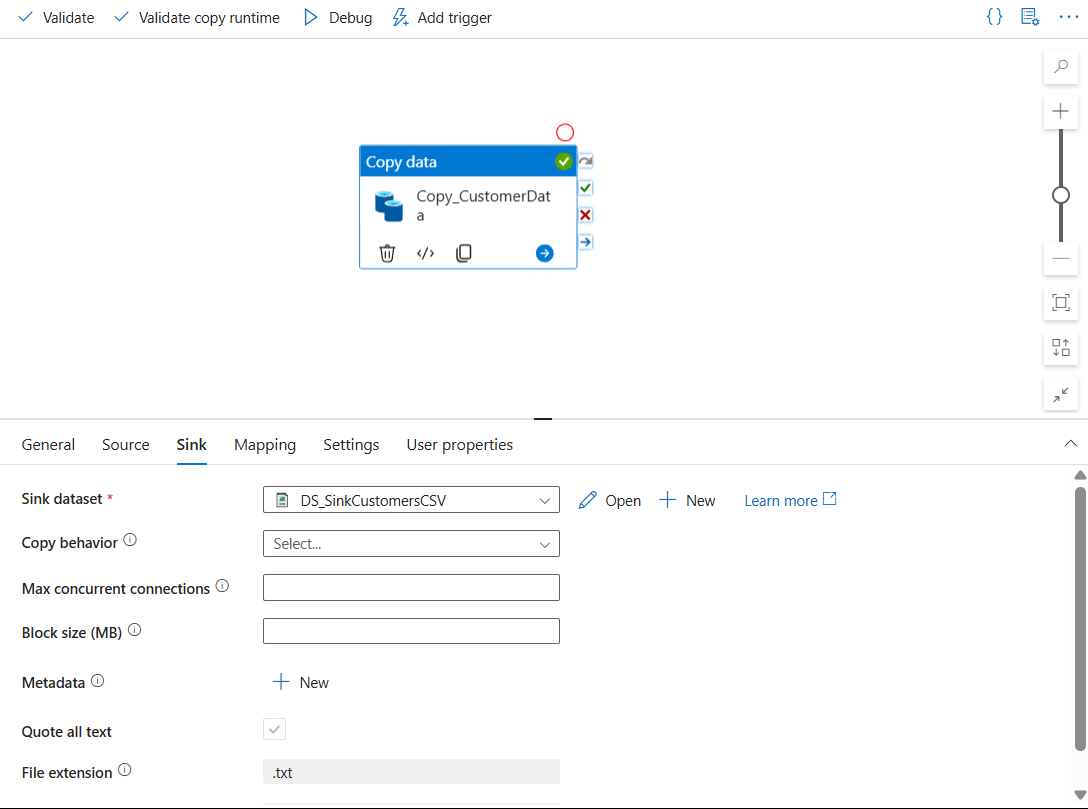 Validate Validate copy runtime Debug Add trigger
Copy data
Copy_CustomerDat
a
General Source Sink Mapping Settings User properties
Sink dataset * DS_SinkCustomersCSV Open New Learn more
Copy behavior Select...
Max concurrent connections
Block size (MB)
Metadata New
Quote all text
File extension .txt